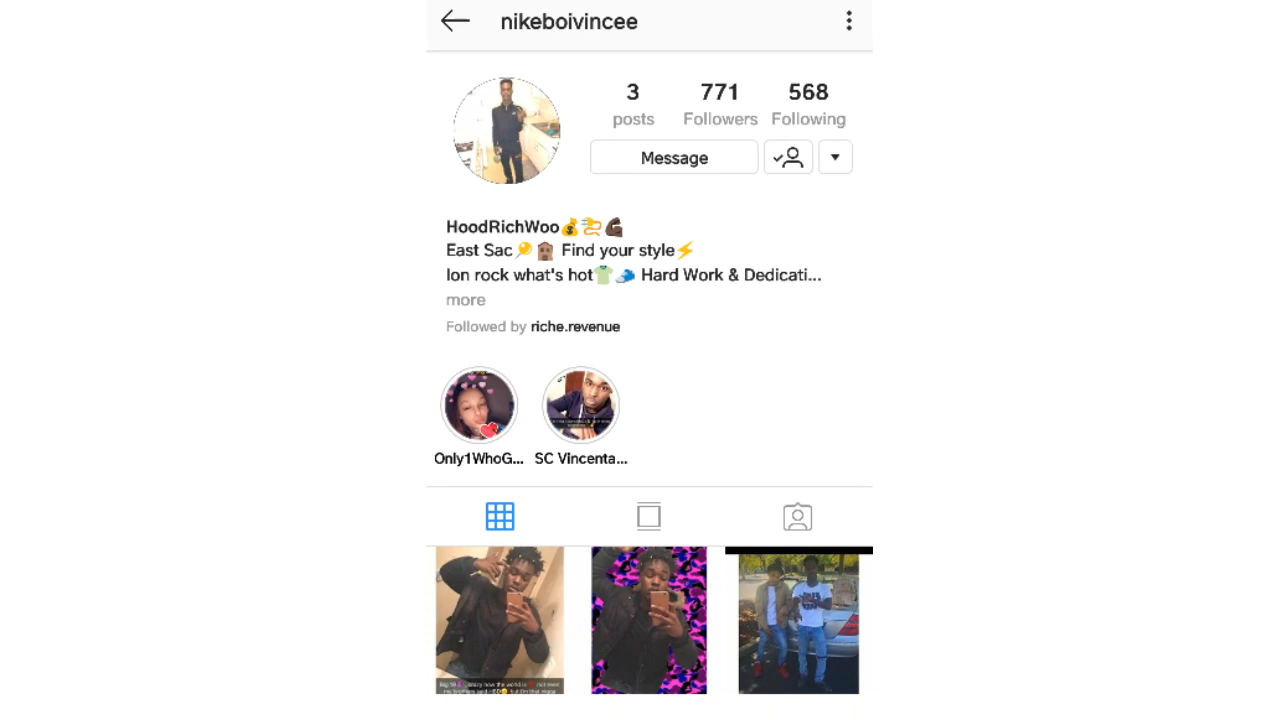 nikeboivincee
3 771 568
posts Followers Following
Message
HoodRichWoo💰🔌💪🏿
East Sac📍🏚 Find your style⚡
Ion rock what's hot👕🧢 Hard Work & Dedicati...
more
Followed by riche.revenue
Only1WhoG... SC Vincenta...